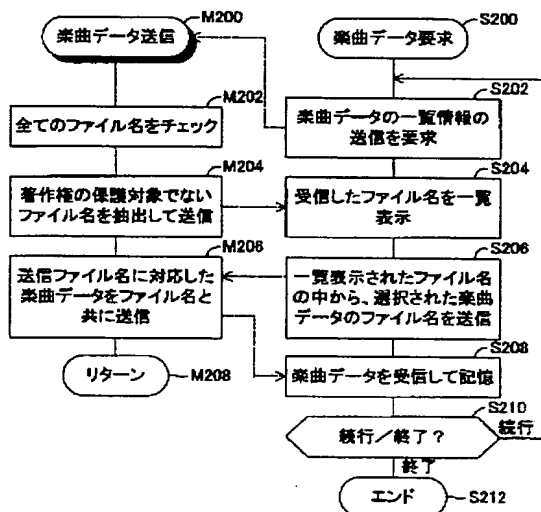 楽曲データ送信
M200
全てのファイル名をチェック
M202
著作権の保護対象でない
ファイル名を抽出して送信
M204
送信ファイル名に対応した
楽曲データをファイル名と
共に送信
M206
リターン
M208
楽曲データ要求
S200
楽曲データの一覧情報の
送信を要求
S202
受信したファイル名を一覧
表示
S204
一覧表示されたファイル名
の中から、選択された楽曲
データのファイル名を送信
S206
楽曲データを受信して記憶
S208
続行/終了?
S210
続行
終了
エンド
S212